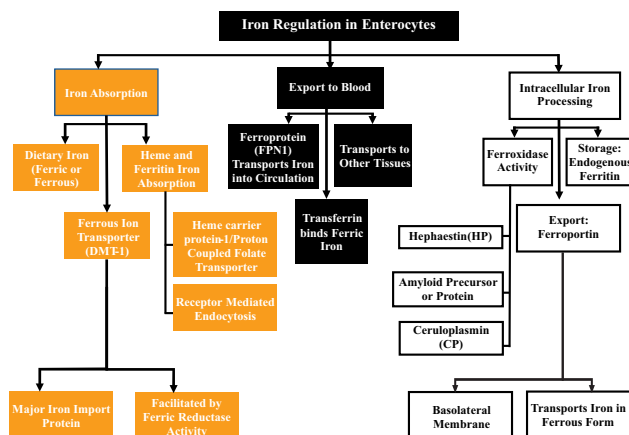 Iron Regulation in Enterocytes
Iron Absorption
Export to Blood
Intracellular Iron
Processing
Dietary Iron
(Ferric or
Ferrous)
Heme and
Ferritin Iron
Absorption
Ferroprotein
(FPN1)
Transports Iron
into Circulation
Transports to
Other Tissues
Ferroxidase
Activity
Storage:
Endogenous
Ferritin
Ferrous Ion
Transporter
(DMT-1)
Heme carrier
protein-1/Proton
Coupled Folate
Transporter
Transferrin
binds Ferric
Iron
Hephaestin(HP)
Export:
Ferroportin
Receptor Mediated
Endocytosis
Amyloid Precursor
or Protein
Ceruloplasmin
(CP)
Major Iron Import
Protein
Facilitated by
Ferric Reductase
Activity
Basolateral
Membrane
Transports Iron in
Ferrous Form